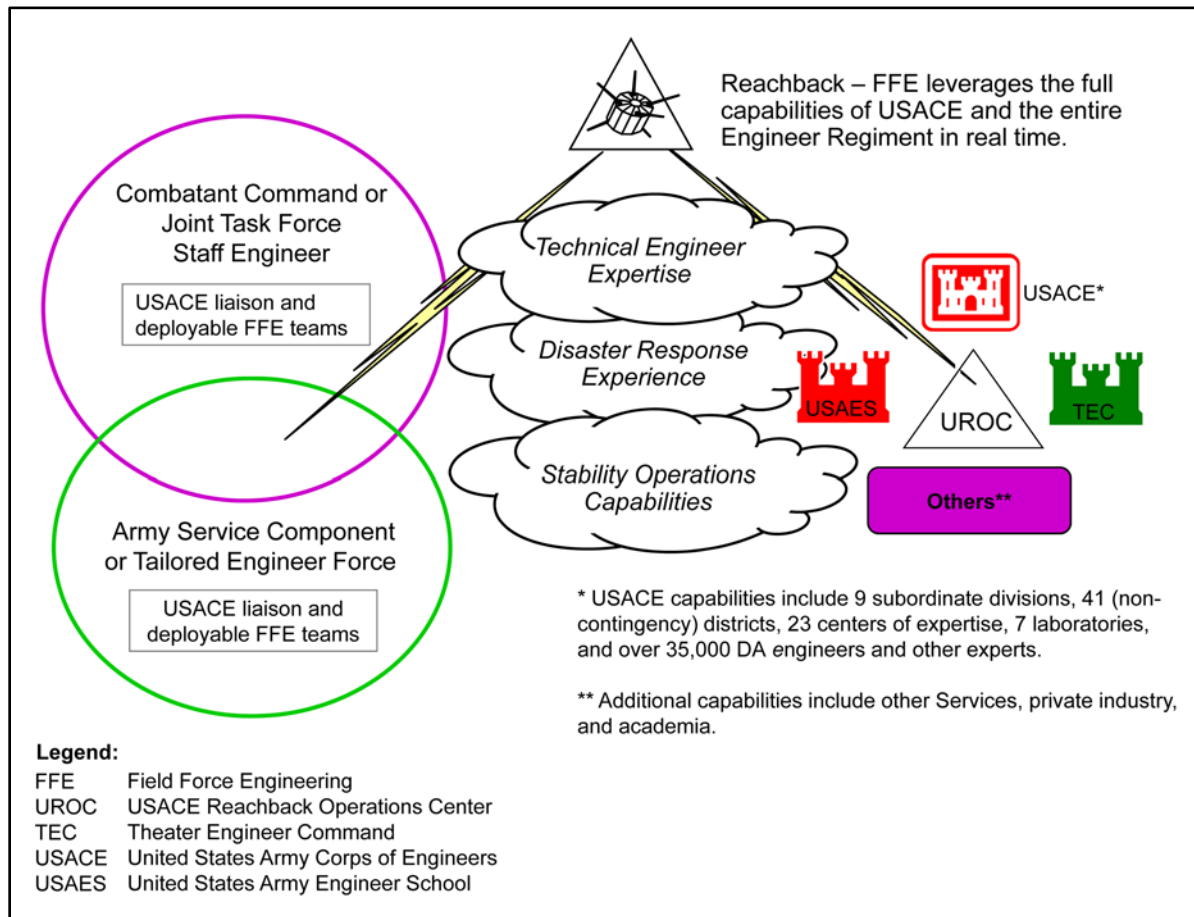 Reachback – FFE leverages the full
capabilities of USACE and the entire
Engineer Regiment in real time.
Combatant Command or
Joint Task Force
Staff Engineer
USACE liaison and
deployable FFE teams
Technical Engineer
Expertise
USACE*
Disaster Response
Experience
USAES
UROC
TEC
Stability Operations
Capabilities
Others**
Army Service Component
or Tailored Engineer Force
USACE liaison and
deployable FFE teams
* USACE capabilities include 9 subordinate divisions, 41 (non-
contingency) districts, 23 centers of expertise, 7 laboratories,
and over 35,000 DA engineers and other experts.
** Additional capabilities include other Services, private industry,
and academia.
Legend:
FFE Field Force Engineering
UROC USACE Reachback Operations Center
TEC Theater Engineer Command
USACE United States Army Corps of Engineers
USAES United States Army Engineer School